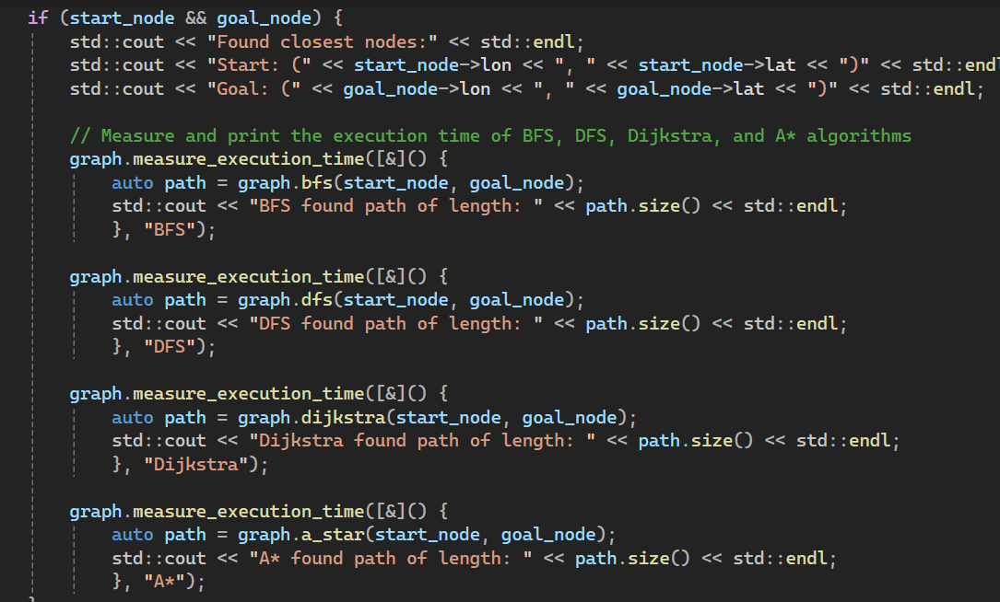 if (start_node && goal_node) {
    std::cout << "Found closest nodes:" << std::endl;
    std::cout << "Start: (" << start_node->lon << ", " << start_node->lat << ")" << std::endl
    std::cout << "Goal: (" << goal_node->lon << ", " << goal_node->lat << ")" << std::endl;

    // Measure and print the execution time of BFS, DFS, Dijkstra, and A* algorithms
    graph.measure_execution_time([&]() {
        auto path = graph.bfs(start_node, goal_node);
        std::cout << "BFS found path of length: " << path.size() << std::endl;
        }, "BFS");

    graph.measure_execution_time([&]() {
        auto path = graph.dfs(start_node, goal_node);
        std::cout << "DFS found path of length: " << path.size() << std::endl;
        }, "DFS");

    graph.measure_execution_time([&]() {
        auto path = graph.dijkstra(start_node, goal_node);
        std::cout << "Dijkstra found path of length: " << path.size() << std::endl;
        }, "Dijkstra");

    graph.measure_execution_time([&]() {
        auto path = graph.a_star(start_node, goal_node);
        std::cout << "A* found path of length: " << path.size() << std::endl;
        }, "A*");